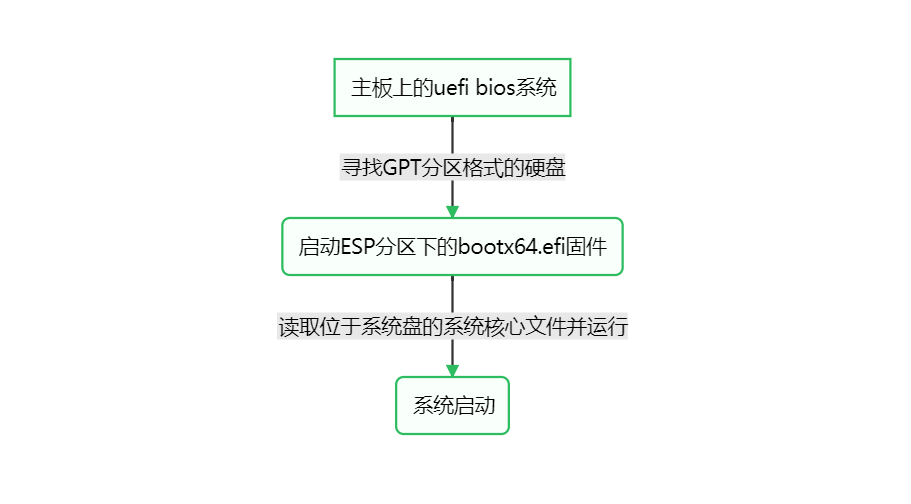 主板上的uefi bios系统
寻找GPT分区格式的硬盘
启动ESP分区下的bootx64.efi固件
读取位于系统盘的系统核心文件并运行
系统启动